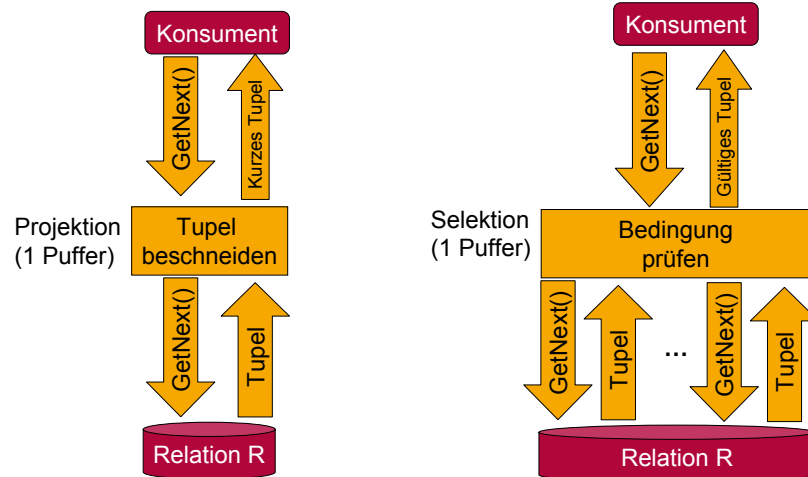 Konsument
GetNext()
Kurzes Tupel
Projektion
(1 Puffer)
Tupel
beschneiden
GetNext()
Tupel
Relation R
Konsument
GetNext()
Gültiges Tupel
Selektion
(1 Puffer)
Bedingung
prüfen
GetNext()
Tupel
...
GetNext()
Tupel
Relation R